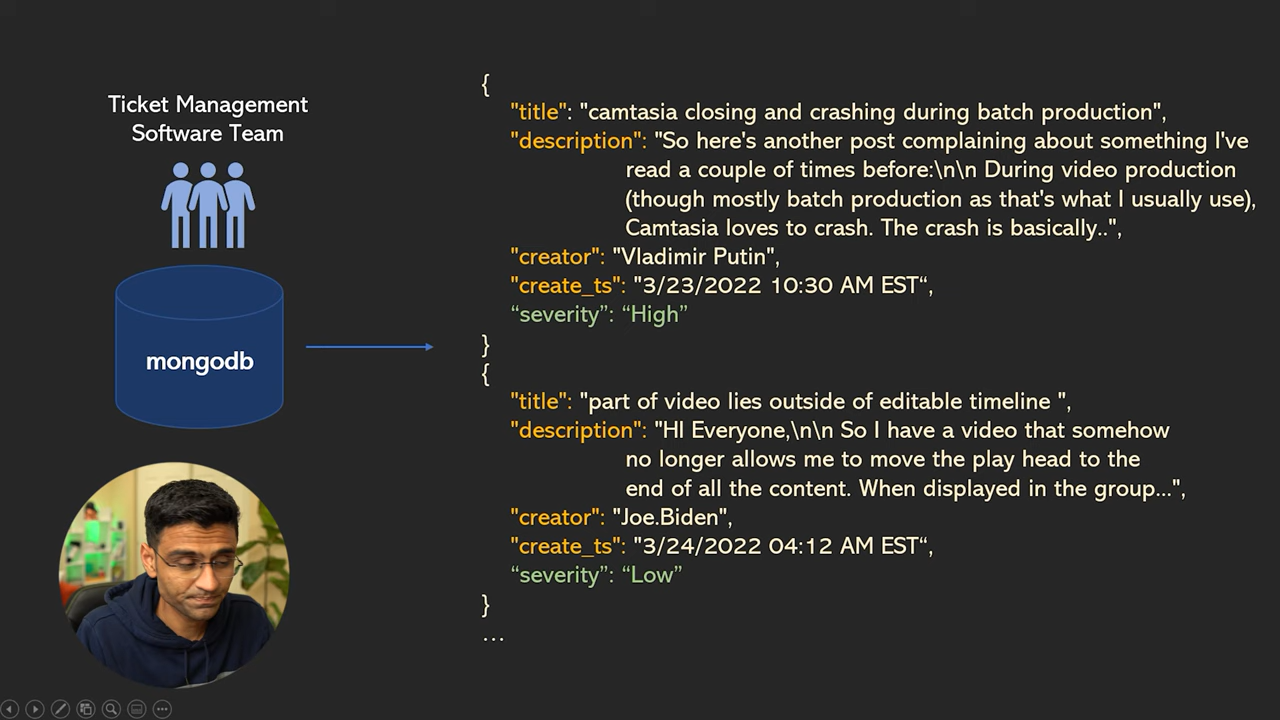 Ticket Management
Software Team
mongodb
{
"title": "camtasia closing and crashing during batch production",
"description": "So here's another post complaining about something I've
read a couple of times before:\n\n During video production
(though mostly batch production as that's what I usually use),
Camtasia loves to crash. The crash is basically..",
"creator": "Vladimir Putin",
"create_ts": "3/23/2022 10:30 AM EST“,
“severity”: “High”
}
{
"title": "part of video lies outside of editable timeline ",
"description": "HI Everyone,\n\n So I have a video that somehow
no longer allows me to move the play head to the
end of all the content. When displayed in the group...",
"creator": "Joe.Biden",
"create_ts": "3/24/2022 04:12 AM EST“,
“severity”: “Low”
}
...